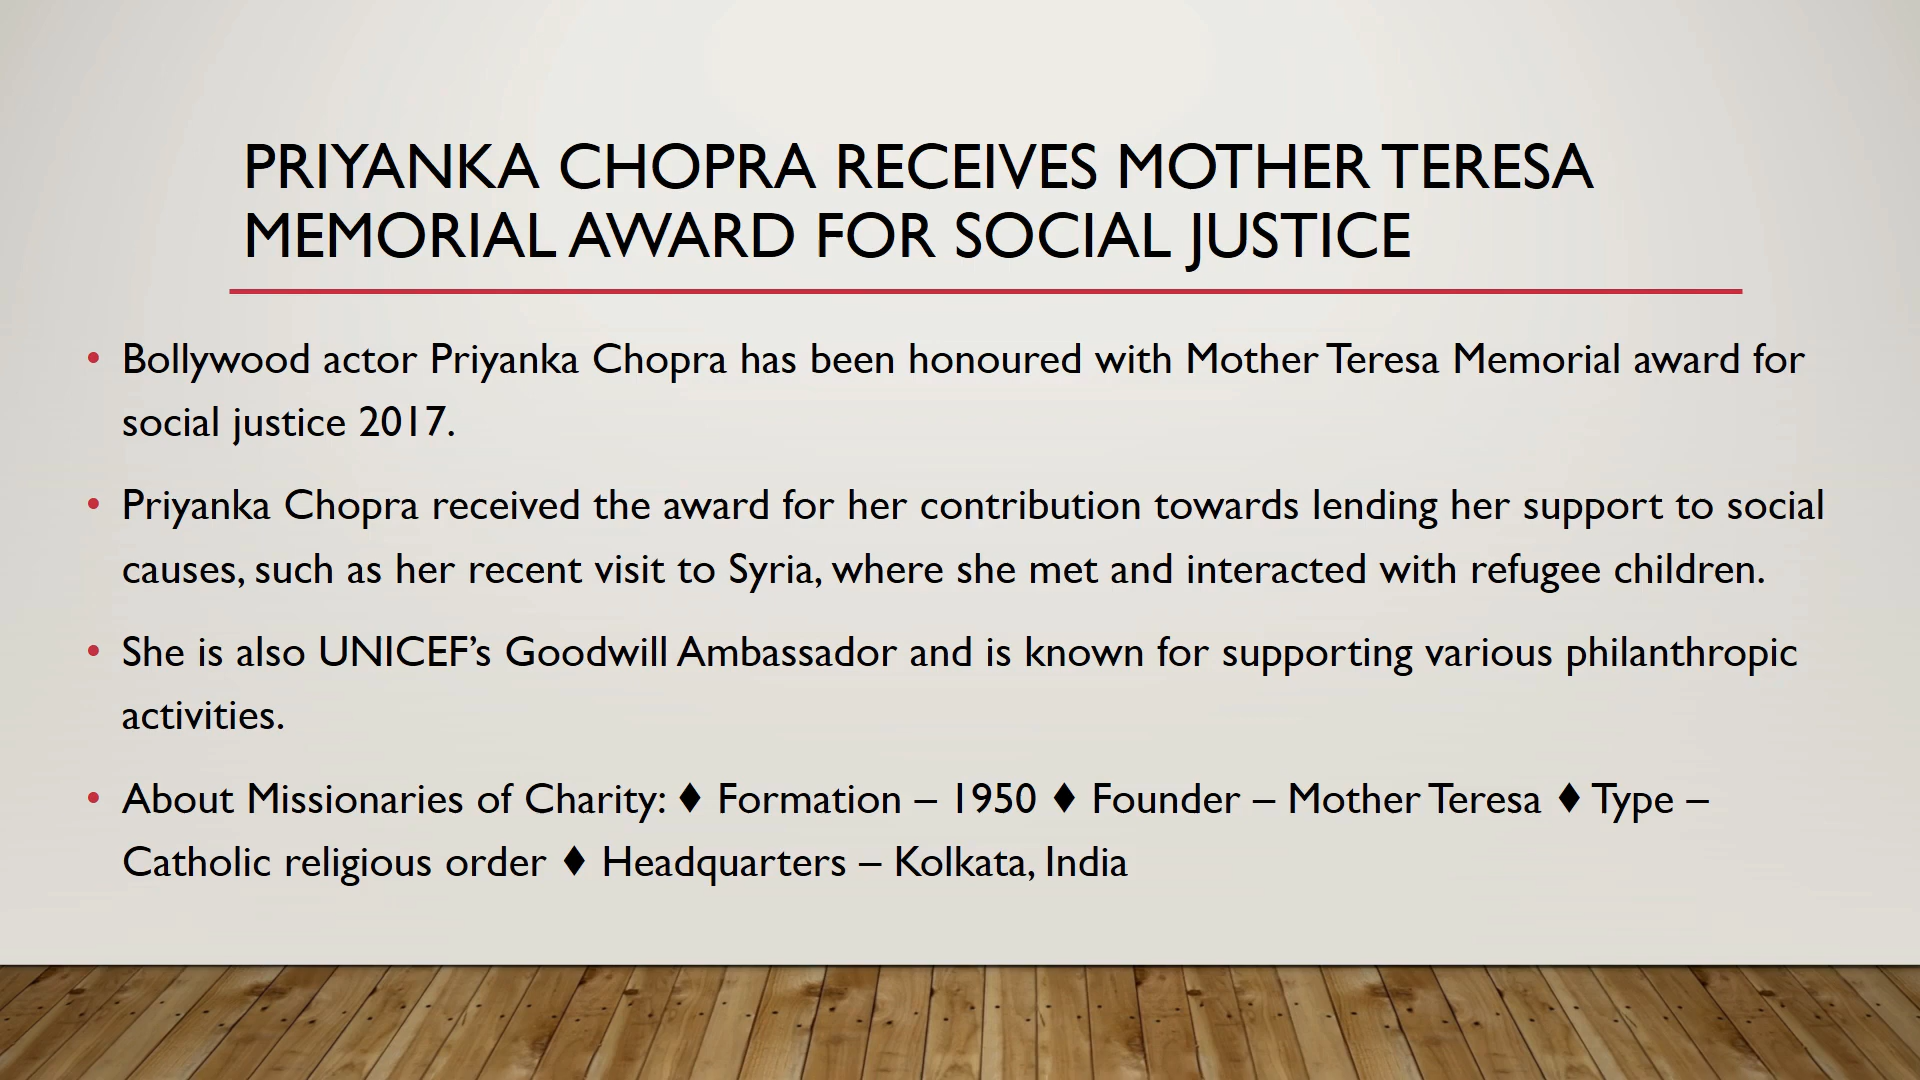 PRIYANKA CHOPRA RECEIVES MOTHER TERESA
MEMORIAL AWARD FOR SOCIAL JUSTICE
• Bollywood actor Priyanka Chopra has been honoured with Mother Teresa Memorial award for
social justice 2017.
• Priyanka Chopra received the award for her contribution towards lending her support to social
causes, such as her recent visit to Syria, where she met and interacted with refugee children.
• She is also UNICEF’s Goodwill Ambassador and is known for supporting various philanthropic
activities.
• About Missionaries of Charity: ♦ Formation – 1950 ♦ Founder – Mother Teresa ♦ Type –
Catholic religious order ♦ Headquarters – Kolkata, India